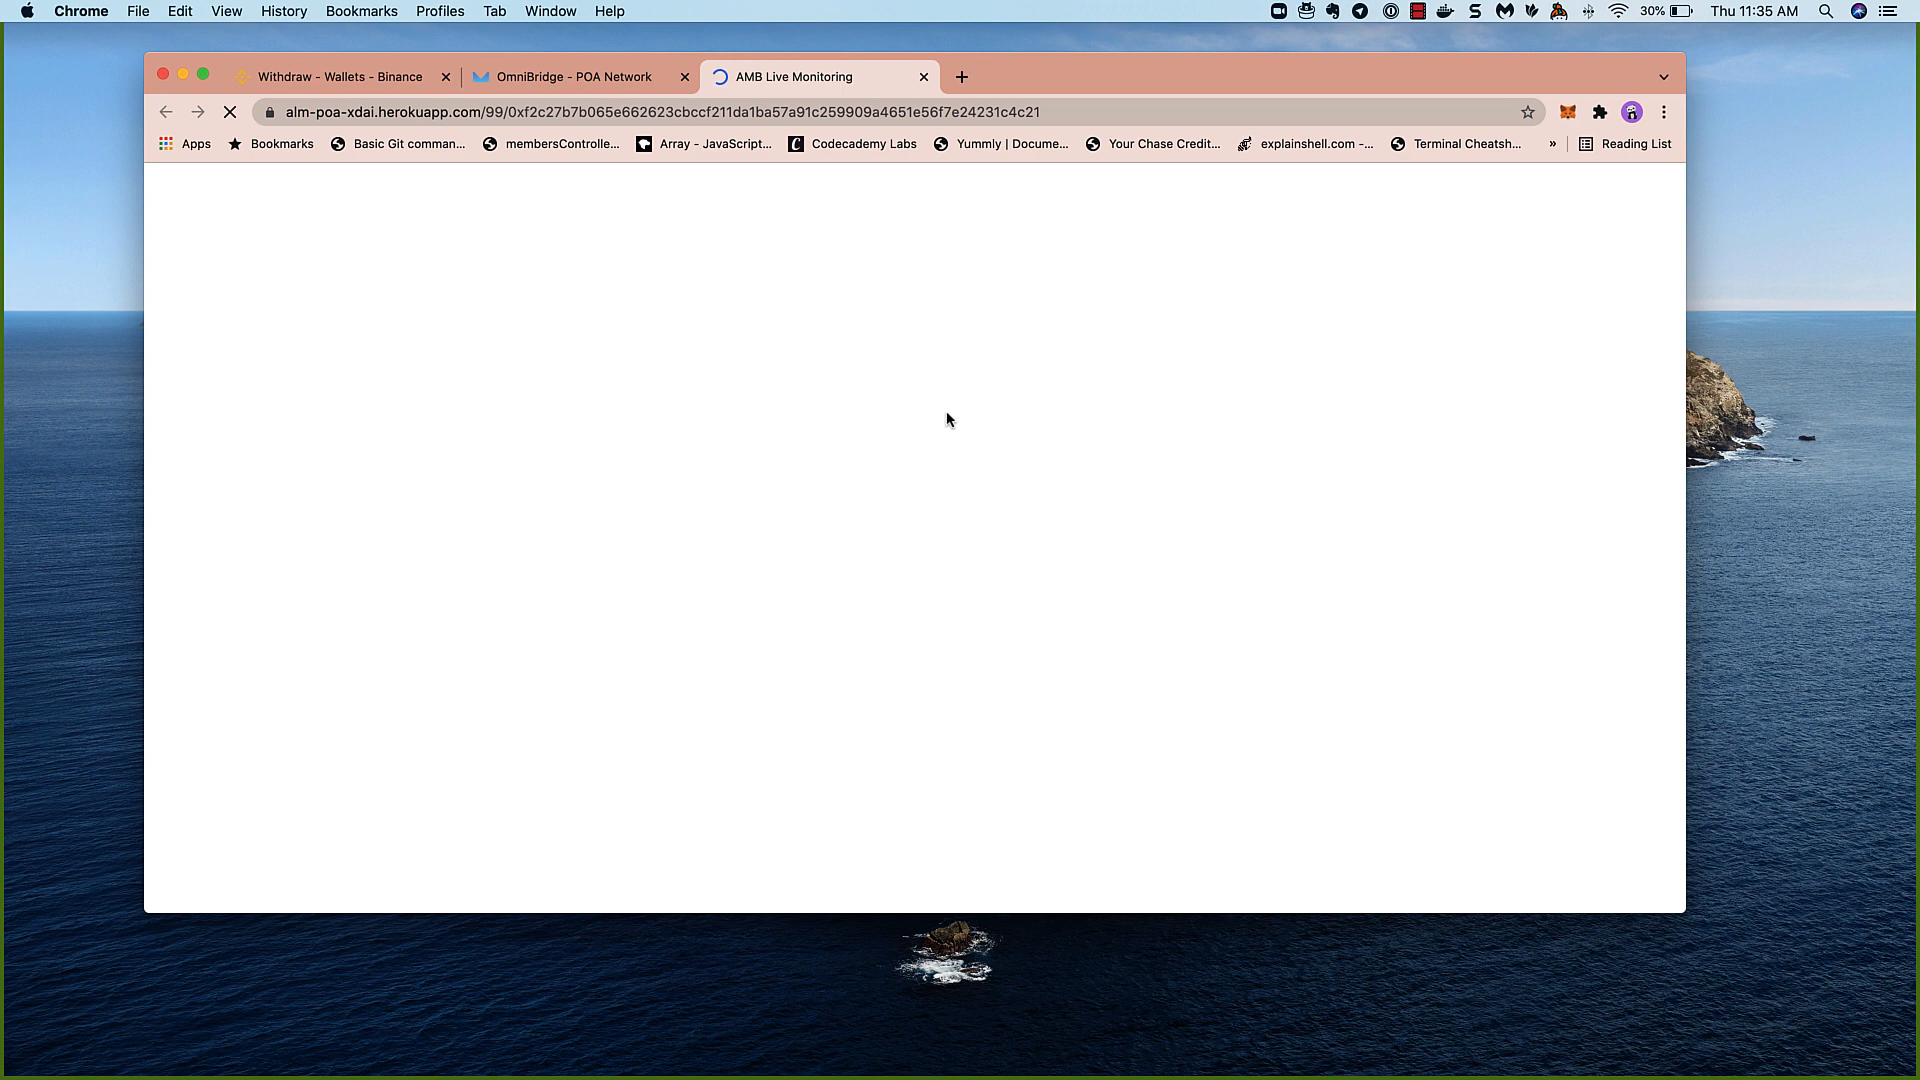 Chrome File Edit View History Bookmarks Profiles Tab Window Help 30% Thu 11:35 AM
Withdraw - Wallets - Binance OmniBridge - POA Network AMB Live Monitoring
alm-poa-xdai.herokuapp.com/99/0xf2c27b7b065e662623cbccf211da1ba57a91c259909a4651e56f7e24231c4c21
Apps Bookmarks Basic Git comman... membersControlle... Array - JavaScript... Codecademy Labs Yummly | Docume... Your Chase Credit... explainshell.com -... Terminal Cheatsh... » Reading List